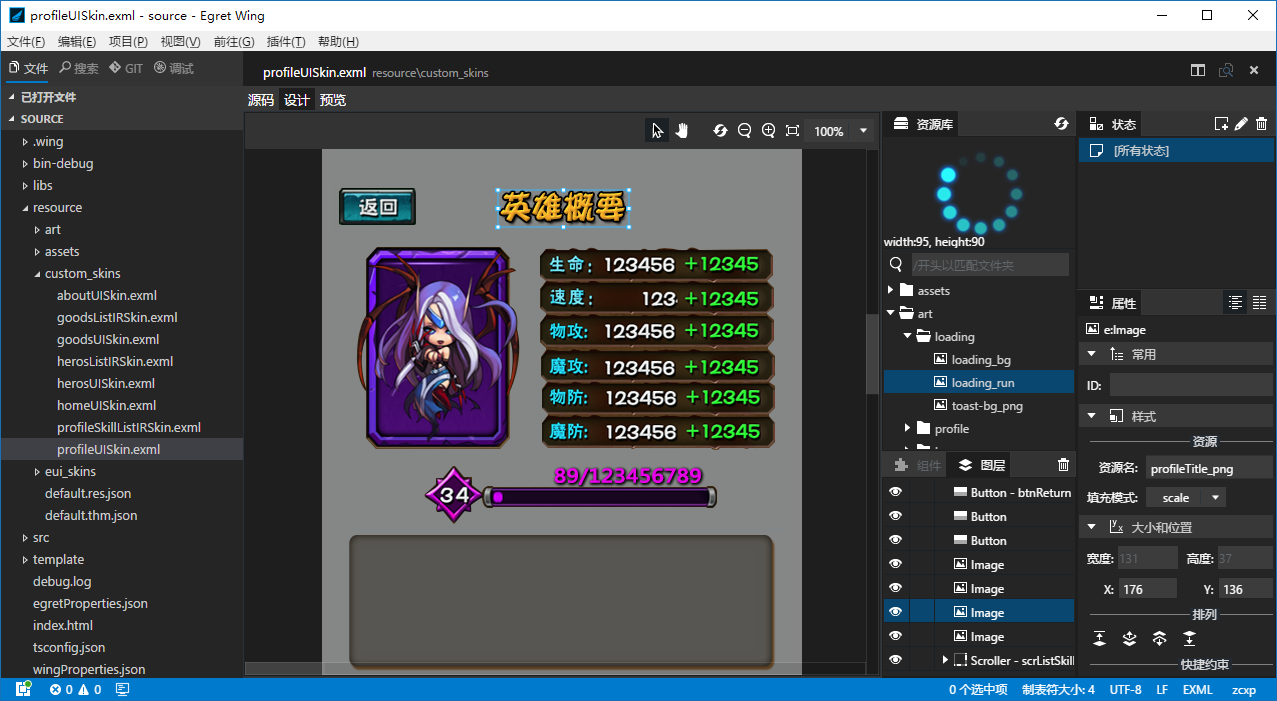 profileUISkin.exml - source - Egret Wing
文件(F) 编辑(E) 项目(P) 视图(V) 前往(G) 插件(T) 帮助(H)
文件 搜索 GIT 调试
已打开文件
SOURCE
.wing
bin-debug
libs
resource
art
assets
custom_skins
aboutUISkin.exml
goodsListIRSkin.exml
goodsUISkin.exml
herosListIRSkin.exml
herosUISkin.exml
homeUISkin.exml
profileSkillListIRSkin.exml
profileUISkin.exml
eui_skins
default.res.json
default.thm.json
src
template
debug.log
egretProperties.json
index.html
tsconfig.json
wingProperties.json
profileUISkin.exml resource\custom_skins
源码 设计 预览
100%
返回
英雄概要
生命: 123456 +12345
速度: 123 +12345
物攻: 123456 +12345
魔攻: 123456 +12345
物防: 123456 +12345
魔防: 123456 +12345
89/123456789
34
资源库
width:95, height:90
/开头以匹配文件夹
assets
art
loading
loading_bg
loading_run
toast-bg_png
profile
组件 图层
Button - btnReturn
Button
Button
Image
Image
Image
Image
Scroller - scrListSkill
状态
[所有状态]
属性
e:Image
常用
ID:
样式
资源
资源名: profileTitle_png
填充模式: scale
大小和位置
宽度: 131 高度: 37
X: 176 Y: 136
排列
快捷约束
0 0
0 个选中项 制表符大小: 4 UTF-8 LF EXML zcxp